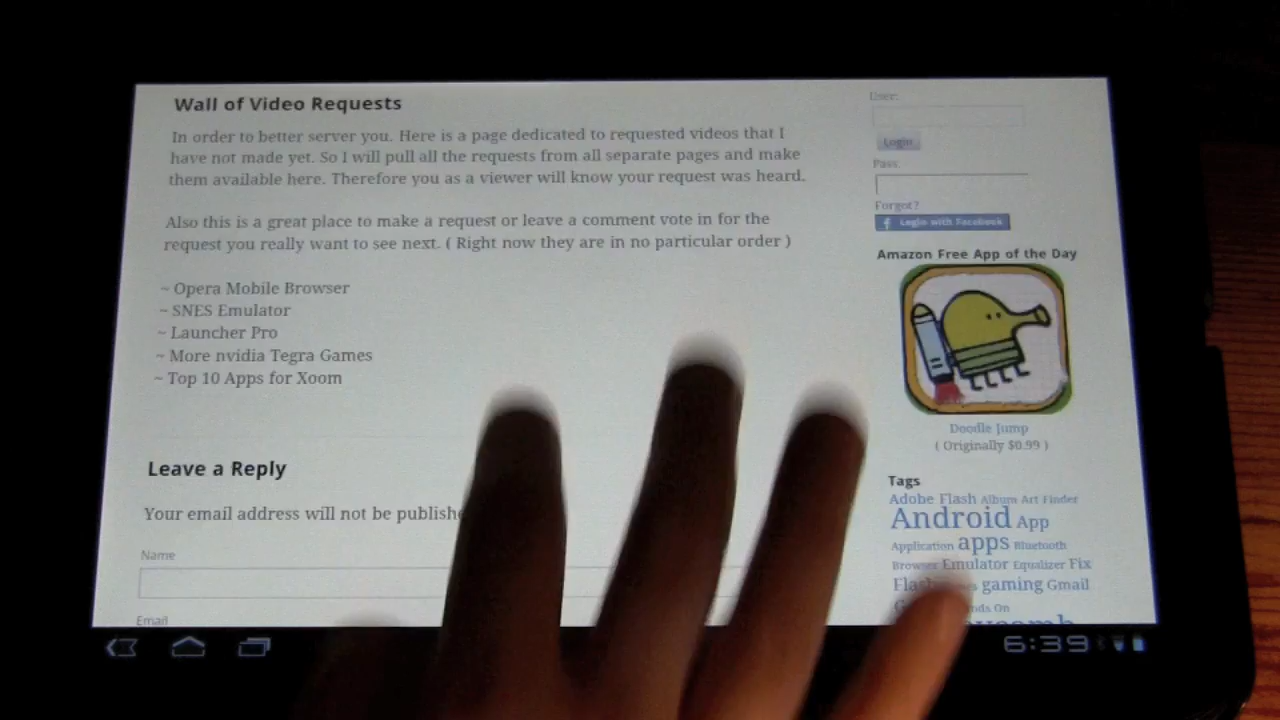 Wall of Video Requests
In order to better server you. Here is a page dedicated to requested videos that I
have not made yet. So I will pull all the requests from all separate pages and make
them available here. Therefore you as a viewer will know your request was heard.
Also this is a great place to make a request or leave a comment vote in for the
request you really want to see next. ( Right now they are in no particular order )
~ Opera Mobile Browser
~ SNES Emulator
~ Launcher Pro
~ More nvidia Tegra Games
~ Top 10 Apps for Xoom
Leave a Reply
Your email address will not be
Name
Email
User:
Login
Pass:
Forgot?
Login with Facebook
Amazon Free App of the Day
Doodle Jump
( Originally $0.99 )
Tags
Adobe Flash Album Art Finder
Android App
Application apps Bluetooth
Browser Emulator Equalizer Fix
gaming Gmail
On
6:39